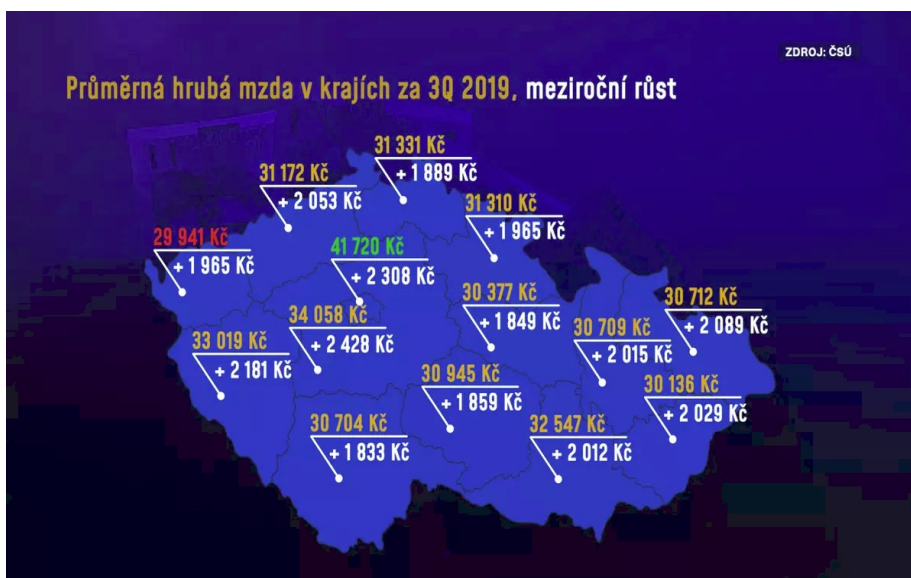 ZDROJ: ČSÚ
Průměrná hrubá mzda v krajích za 3Q 2019, meziroční růst
31 331 Kč
+ 1 889 Kč
31 172 Kč
+ 2 053 Kč
31 310 Kč
+ 1 965 Kč
29 941 Kč
+ 1 965 Kč
41 720 Kč
+ 2 308 Kč
30 377 Kč
+ 1 849 Kč
30 712 Kč
+ 2 089 Kč
34 058 Kč
+ 2 428 Kč
33 019 Kč
+ 2 181 Kč
30 709 Kč
+ 2 015 Kč
30 945 Kč
+ 1 859 Kč
30 136 Kč
+ 2 029 Kč
30 704 Kč
+ 1 833 Kč
32 547 Kč
+ 2 012 Kč